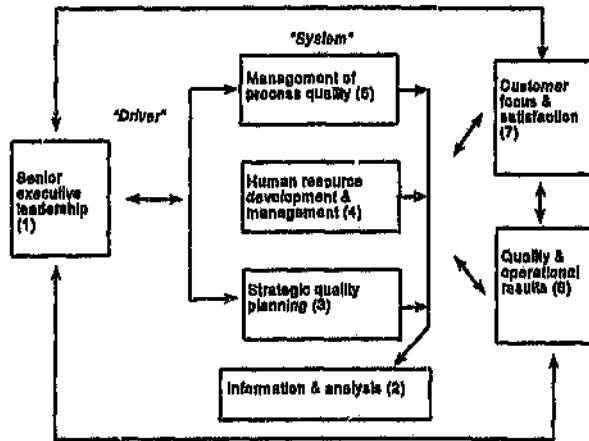 "System"
Management of
process quality (5)
Customer
focus &
satisfaction
(7)
"Driver"
Senior
executive
leadership
(1)
Human resource
development &
management (4)
Quality &
operational
results (6)
Strategic quality
planning (3)
Information & analysis (2)